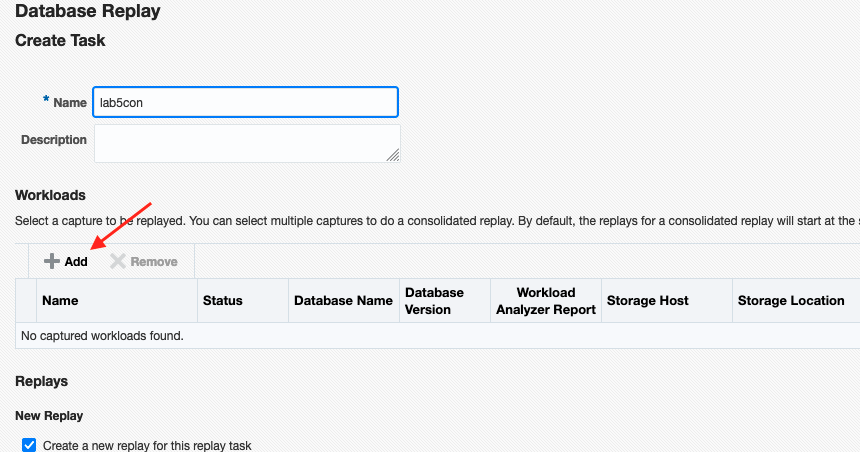 Database Replay
Create Task
* Name lab5con
Description
Workloads
Select a capture to be replayed. You can select multiple captures to do a consolidated replay. By default, the replays for a consolidated replay will start at the
Add Remove
Name Status Database Name Database Version Workload Analyzer Report Storage Host Storage Location
No captured workloads found.
Replays
New Replay
Create a new replay for this replay task